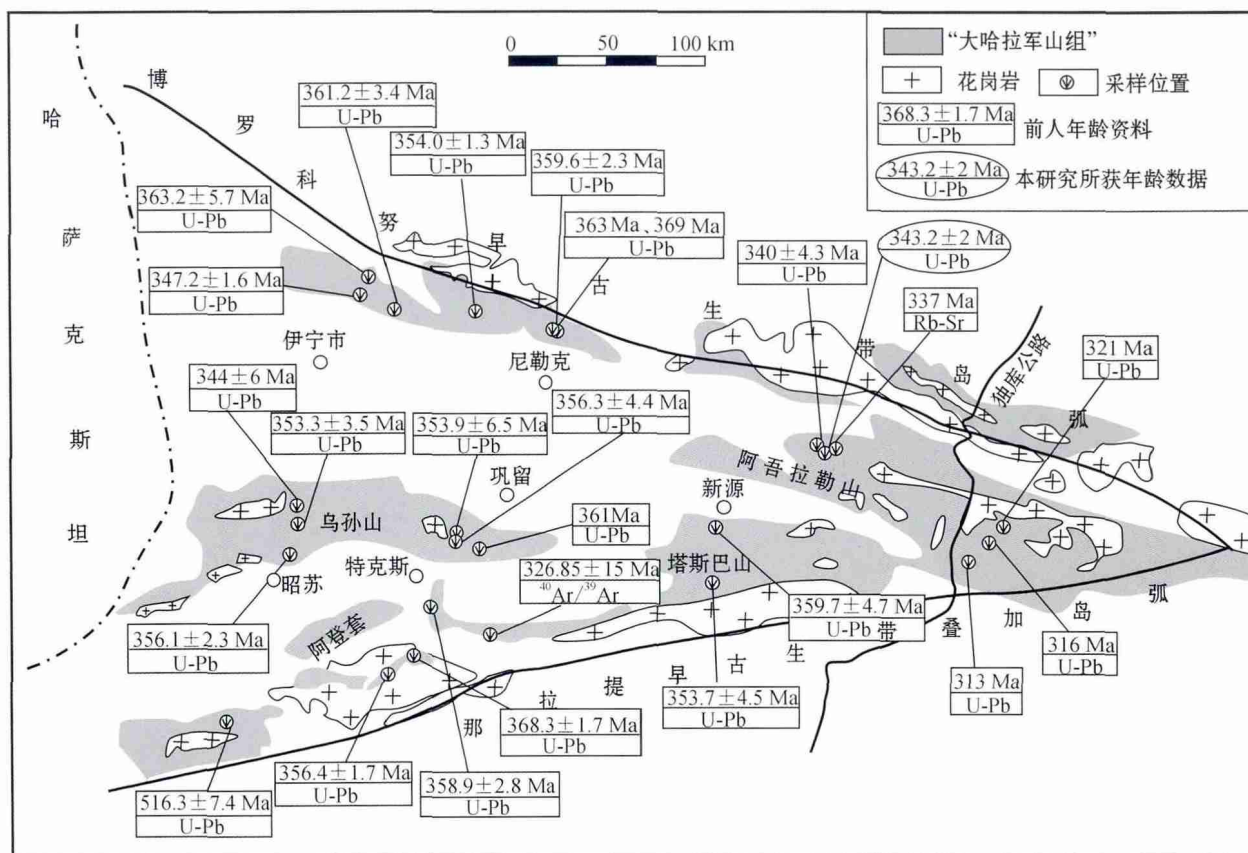 0 50 100 km
“大哈拉军山组”
花岗岩
采样位置
368.3±1.7 Ma
U-Pb
前人年龄资料
343.2±2 Ma
U-Pb
本研究所获年龄数据
哈萨克斯坦
博罗科努早古生带岛弧
361.2±3.4 Ma
U-Pb
354.0±1.3 Ma
U-Pb
359.6±2.3 Ma
U-Pb
363.2±5.7 Ma
U-Pb
363Ma、369 Ma
U-Pb
347.2±1.6 Ma
U-Pb
340±4.3 Ma
U-Pb
343.2±2 Ma
U-Pb
337 Ma
Rb-Sr
321 Ma
U-Pb
独库公路
伊宁市
尼勒克
344±6 Ma
U-Pb
353.3±3.5 Ma
U-Pb
353.9±6.5 Ma
U-Pb
356.3±4.4 Ma
U-Pb
巩留
新源
阿吾拉勒山
乌孙山
361Ma
U-Pb
特克斯
昭苏
塔斯巴山
326.85±15 Ma
40Ar/39Ar
356.1±2.3 Ma
U-Pb
阿登套
359.7±4.7 Ma
U-Pb
316 Ma
U-Pb
313 Ma
U-Pb
353.7±4.5 Ma
U-Pb
368.3±1.7 Ma
U-Pb
那拉提早古生带叠加岛弧
356.4±1.7 Ma
U-Pb
358.9±2.8 Ma
U-Pb
516.3±7.4 Ma
U-Pb